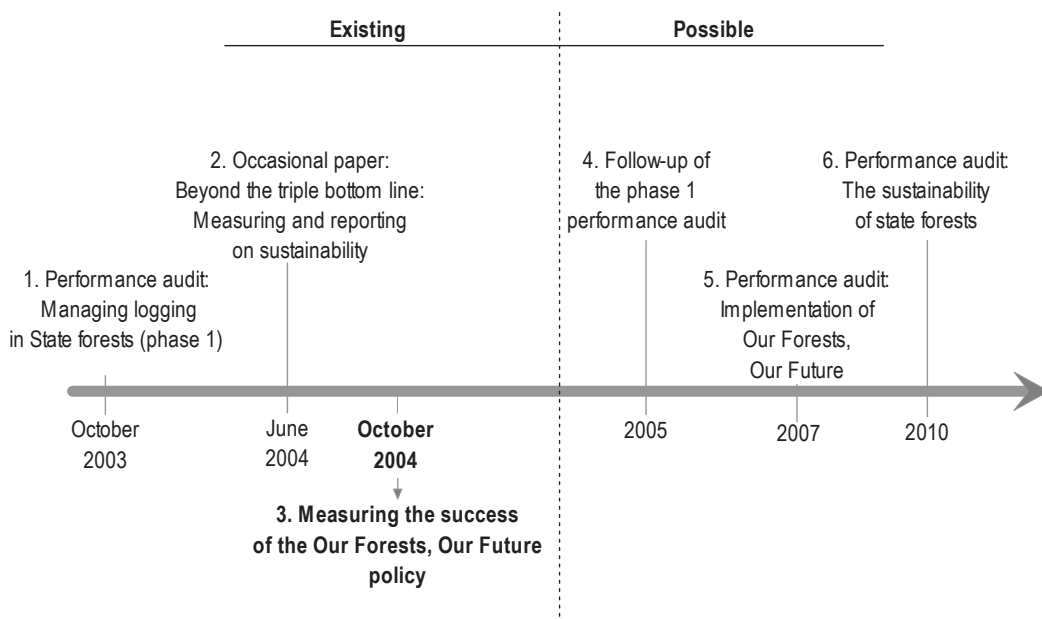 Existing
Possible
1. Performance audit:
Managing logging
in State forests (phase 1)
2. Occasional paper:
Beyond the triple bottom line:
Measuring and reporting
on sustainability
4. Follow-up of
the phase 1
performance audit
5. Performance audit:
Implementation of
Our Forests,
Our Future
6. Performance audit:
The sustainability
of state forests
October
2003
June
2004
October
2004
2005
2007
2010
3. Measuring the success
of the Our Forests, Our Future
policy